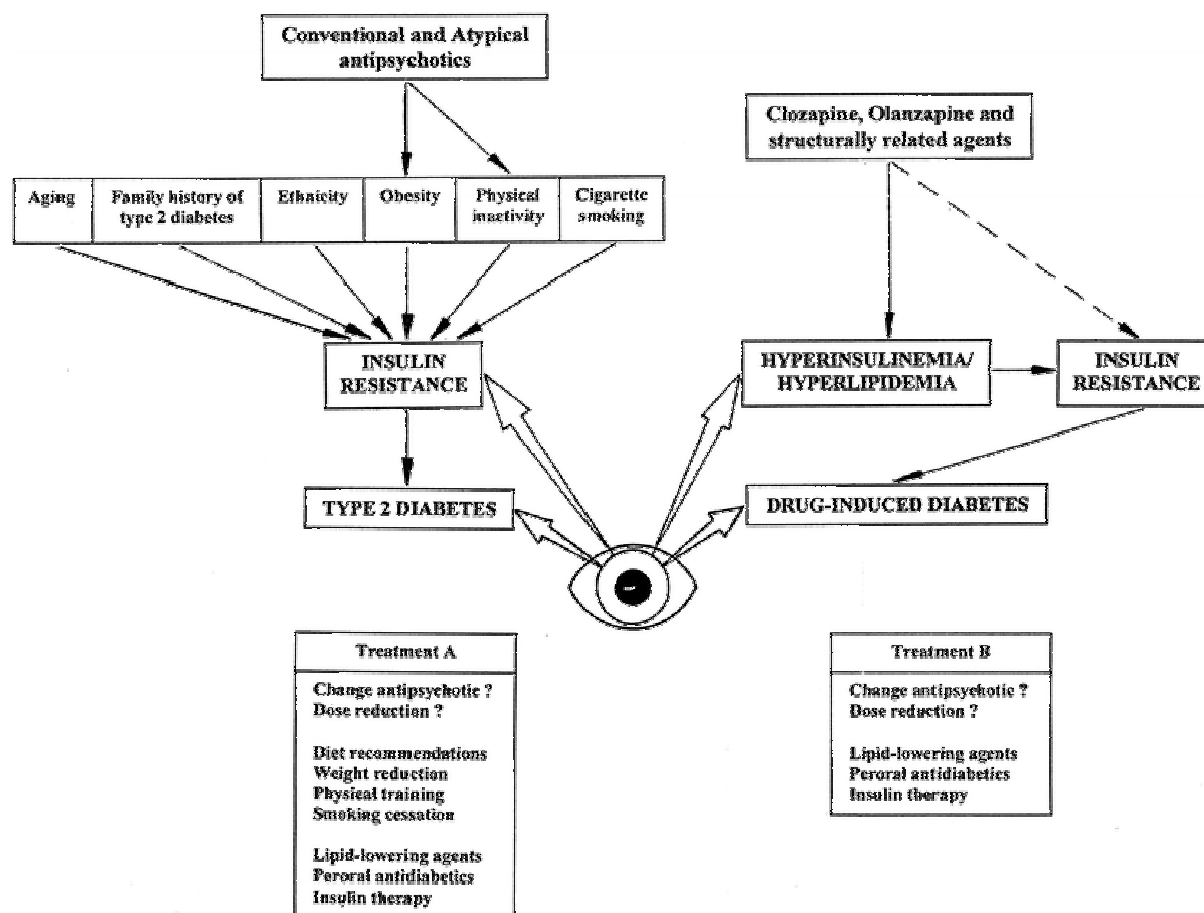 Conventional and Atypical
antipsychotics
Clozapine, Olanzapine and
structurally related agents
Aging
Family history of
type 2 diabetes
Ethnicity
Obesity
Physical
inactivity
Cigarette
smoking
INSULIN
RESISTANCE
HYPERINSULINEMIA/
HYPERLIPIDEMIA
INSULIN
RESISTANCE
TYPE 2 DIABETES
DRUG-INDUCED DIABETES
Treatment A
Change antipsychotic ?
Dose reduction ?
Diet recommendations
Weight reduction
Physical training
Smoking cessation
Lipid-lowering agents
Peroral antidiabetics
Insulin therapy
Treatment B
Change antipsychotic ?
Dose reduction ?
Lipid-lowering agents
Peroral antidiabetics
Insulin therapy